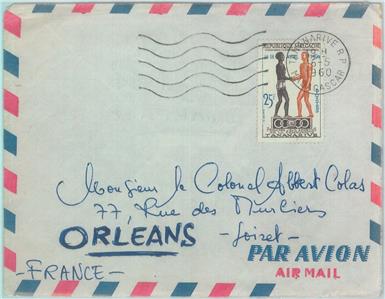 TANANARIVE R.P.
1960
MADAGASCAR
REPUBLIQUE MALGACHE
25F
Monsieur le Colonel Albert Colas
77, Rue des Murlins
ORLEANS
- Loiret -
- FRANCE -
PAR AVION
AIR MAIL